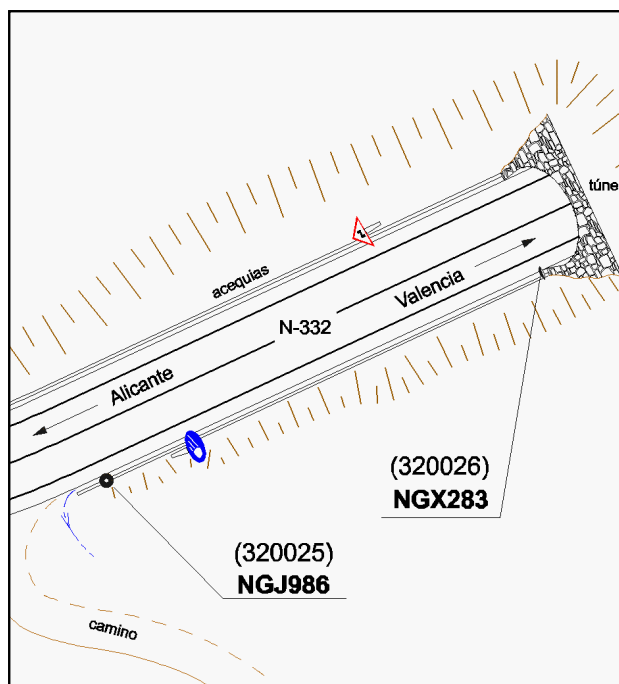 túne
acequias
Valencia
N-332
Alicante
(320026)
NGX283
(320025)
NGJ986
camino